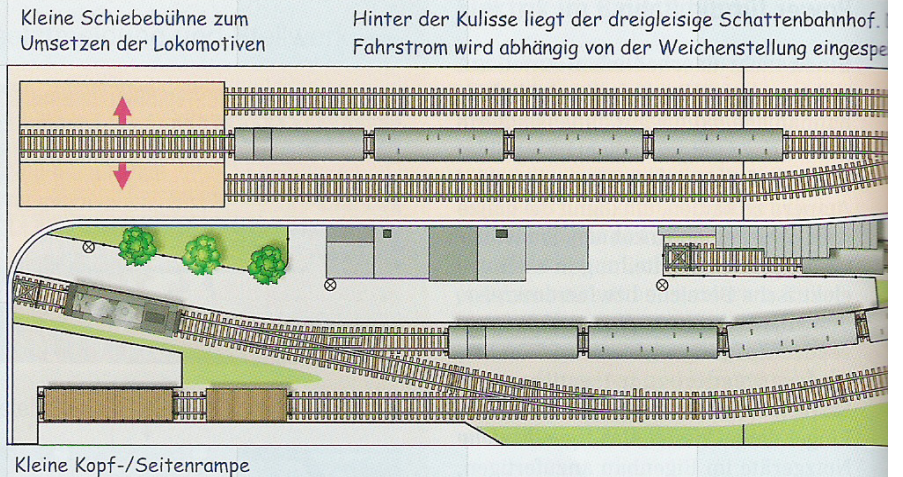 Kleine Schiebebühne zum
Umsetzen der Lokomotiven
Hinter der Kulisse liegt der dreigleisige Schattenbahnhof.
Fahrstrom wird abhängig von der Weichenstellung eingespe
Kleine Kopf-/Seitenrampe